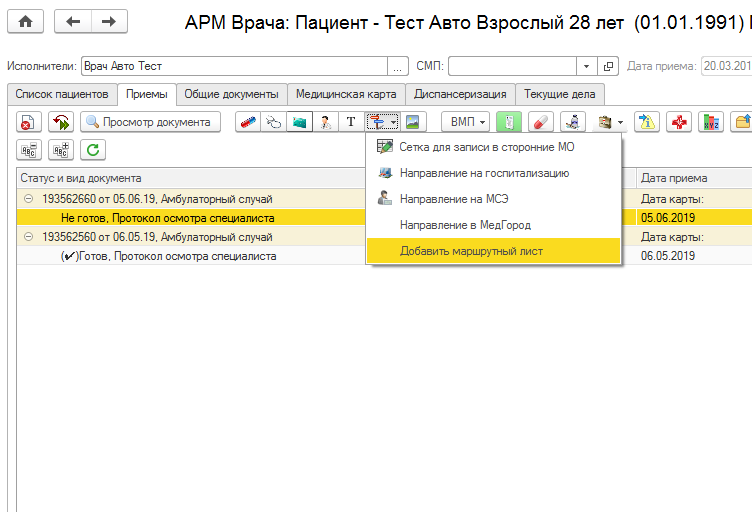 АРМ Врача: Пациент - Тест Авто Взрослый 28 лет (01.01.1991)
Исполнители: Врач Авто Тест ... СМП: Дата приема: 20.03.201
Список пациентов Приемы Общие документы Медицинская карта Диспансеризация Текущие дела
Просмотр документа T ВМП
Сетка для записи в сторонние МО
Направление на госпитализацию
Статус и вид документа Дата приема
193562660 от 05.06.19, Амбулаторный случай Направление на МСЭ Дата карты:
Не готов, Протокол осмотра специалиста 05.06.2019
Направление в МедГород
193562560 от 06.05.19, Амбулаторный случай Дата карты:
(✔)Готов, Протокол осмотра специалиста Добавить маршрутный лист 06.05.2019